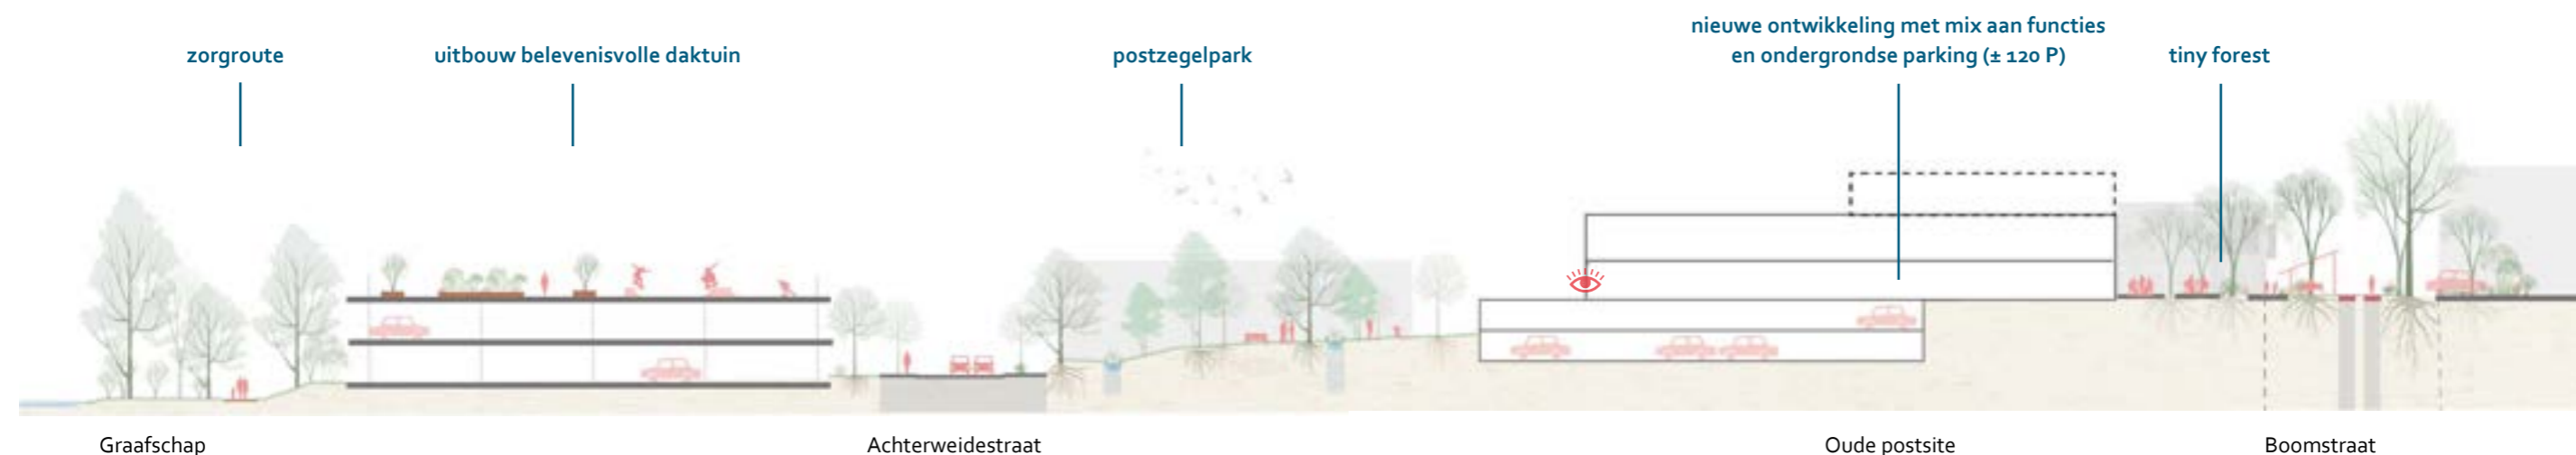 zorgroute
uitbouw belevenisvolle daktuin
postzegelpark
nieuwe ontwikkeling met mix aan functies
en ondergrondse parking (± 120 P)
tiny forest
Graafschap
Achterweidestraat
Oude postsite
Boomstraat